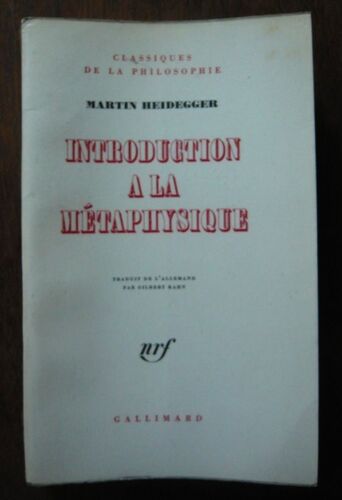 CLASSIQUES
DE LA PHILOSOPHIE
MARTIN HEIDEGGER
INTRODUCTION
A LA
MÉTAPHYSIQUE
TRADUIT DE L'ALLEMAND
PAR GILBERT KAHN
nrf
GALLIMARD